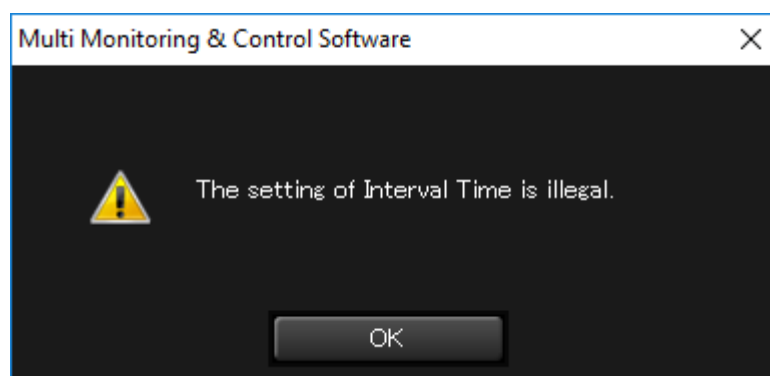 Multi Monitoring & Control Software
The setting of Interval Time is illegal.
OK